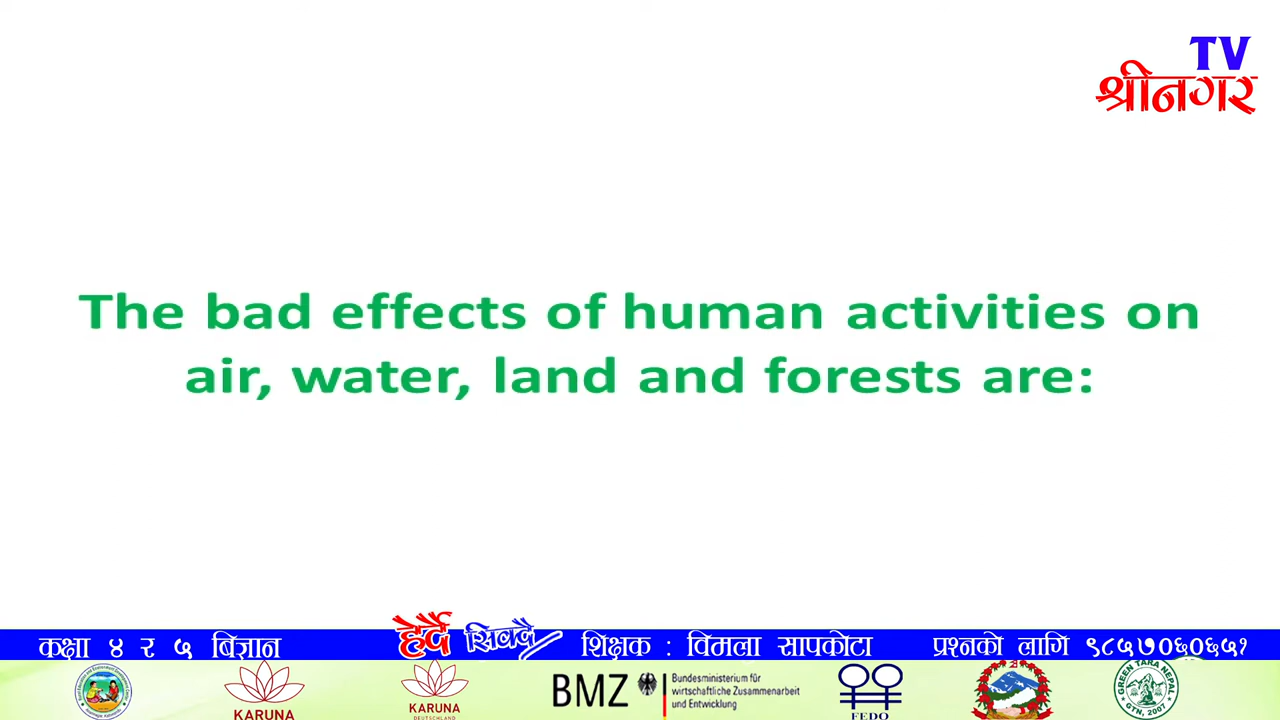 TV
श्रीनगर
The bad effects of human activities on
air, water, land and forests are:
कक्षा ४ र ५ बिज्ञान
हेर्दै सिक्दै
शिक्षक : विमला सापकोटा
प्रश्नको लागि ९८५७०६०६५१
KARUNA
KARUNA
DEUTSCHLAND
BMZ
Bundesministerium für
wirtschaftliche Zusammenarbeit
und Entwicklung
FEDO
GREEN TARA NEPAL
GTN, 2007